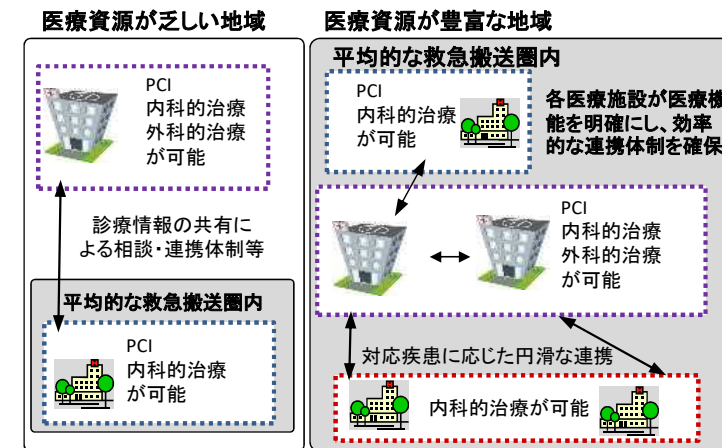 医療資源が乏しい地域
PCI
内科的治療
外科的治療
が可能
診療情報の共有に
よる相談・連携体制等
平均的な救急搬送圏内
PCI
内科的治療
が可能
医療資源が豊富な地域
平均的な救急搬送圏内
PCI
内科的治療
が可能
各医療施設が医療機
能を明確にし、効率
的な連携体制を確保
PCI
内科的治療
外科的治療
が可能
対応疾患に応じた円滑な連携
内科的治療が可能